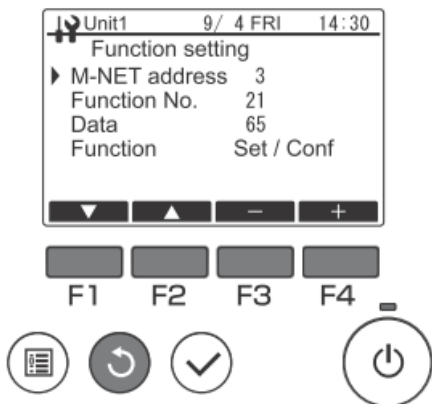 Unit1 9/ 4 FRI 14:30
Function setting
M-NET address 3
Function No. 21
Data 65
Function Set / Conf
▼ ▲ − +
F1 F2 F3 F4